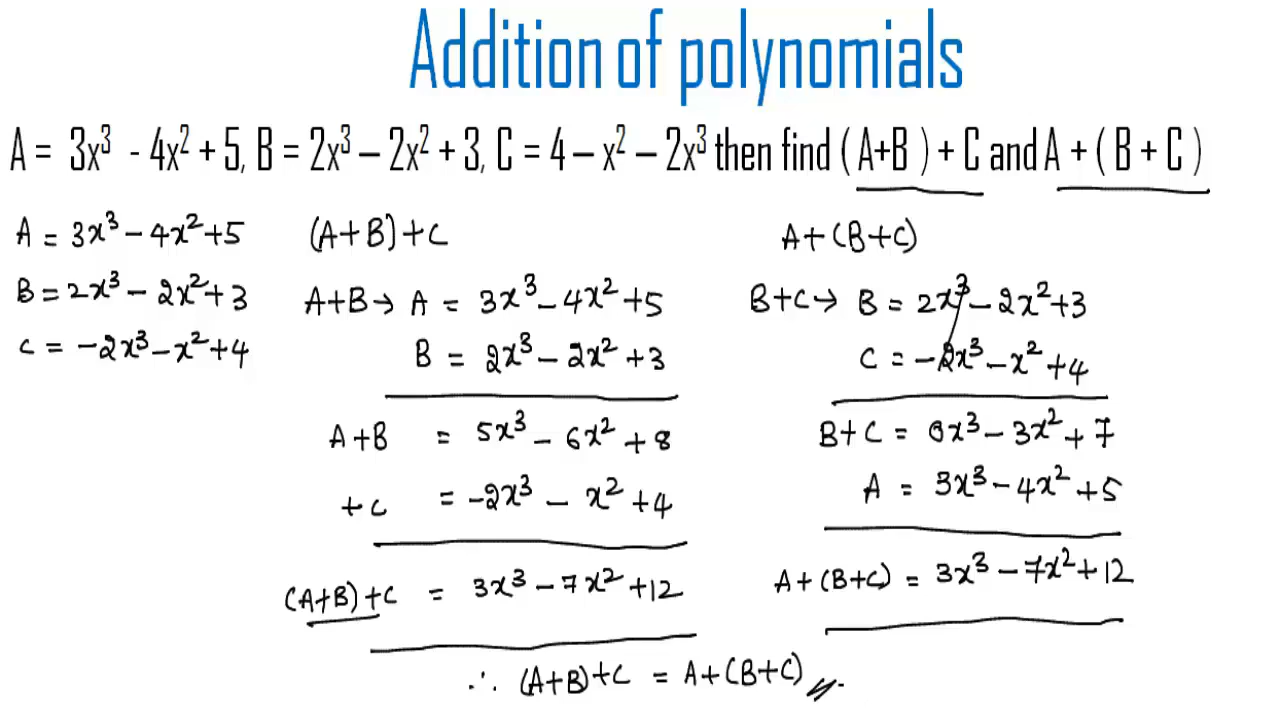 Addition of polynomials
A = 3x³ - 4x² + 5, B = 2x³ – 2x² + 3, C = 4 – x² – 2x³ then find ( A+B ) + C and A + ( B + C )
A = 3x³ – 4x² + 5
B = 2x³ – 2x² + 3
C = -2x³ – x² + 4
(A+B)+C
A+B → A = 3x³ – 4x² + 5
B = 2x³ – 2x² + 3
A+B = 5x³ – 6x² + 8
+C = -2x³ – x² + 4
(A+B)+C = 3x³ – 7x² + 12
A+(B+C)
B+C → B = 2x³ – 2x² + 3
C = -2x³ – x² + 4
B+C = 0x³ – 3x² + 7
A = 3x³ – 4x² + 5
A+(B+C) = 3x³ – 7x² + 12
∴ (A+B)+C = A+(B+C)